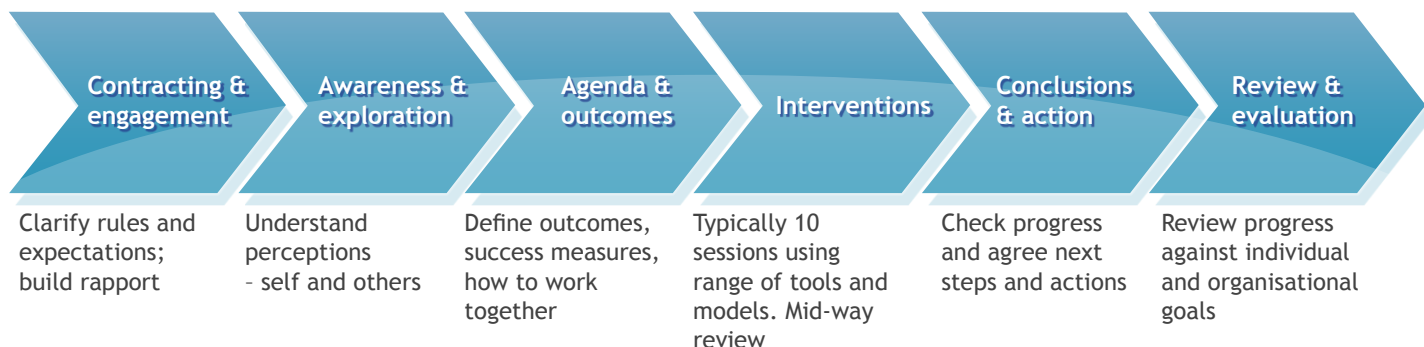 Contracting &
engagement
Awareness &
exploration
Agenda &
outcomes
Interventions
Conclusions
& action
Review &
evaluation
Clarify rules and
expectations;
build rapport
Understand
perceptions
– self and others
Define outcomes,
success measures,
how to work
together
Typically 10
sessions using
range of tools and
models. Mid-way
review
Check progress
and agree next
steps and actions
Review progress
against individual
and organisational
goals